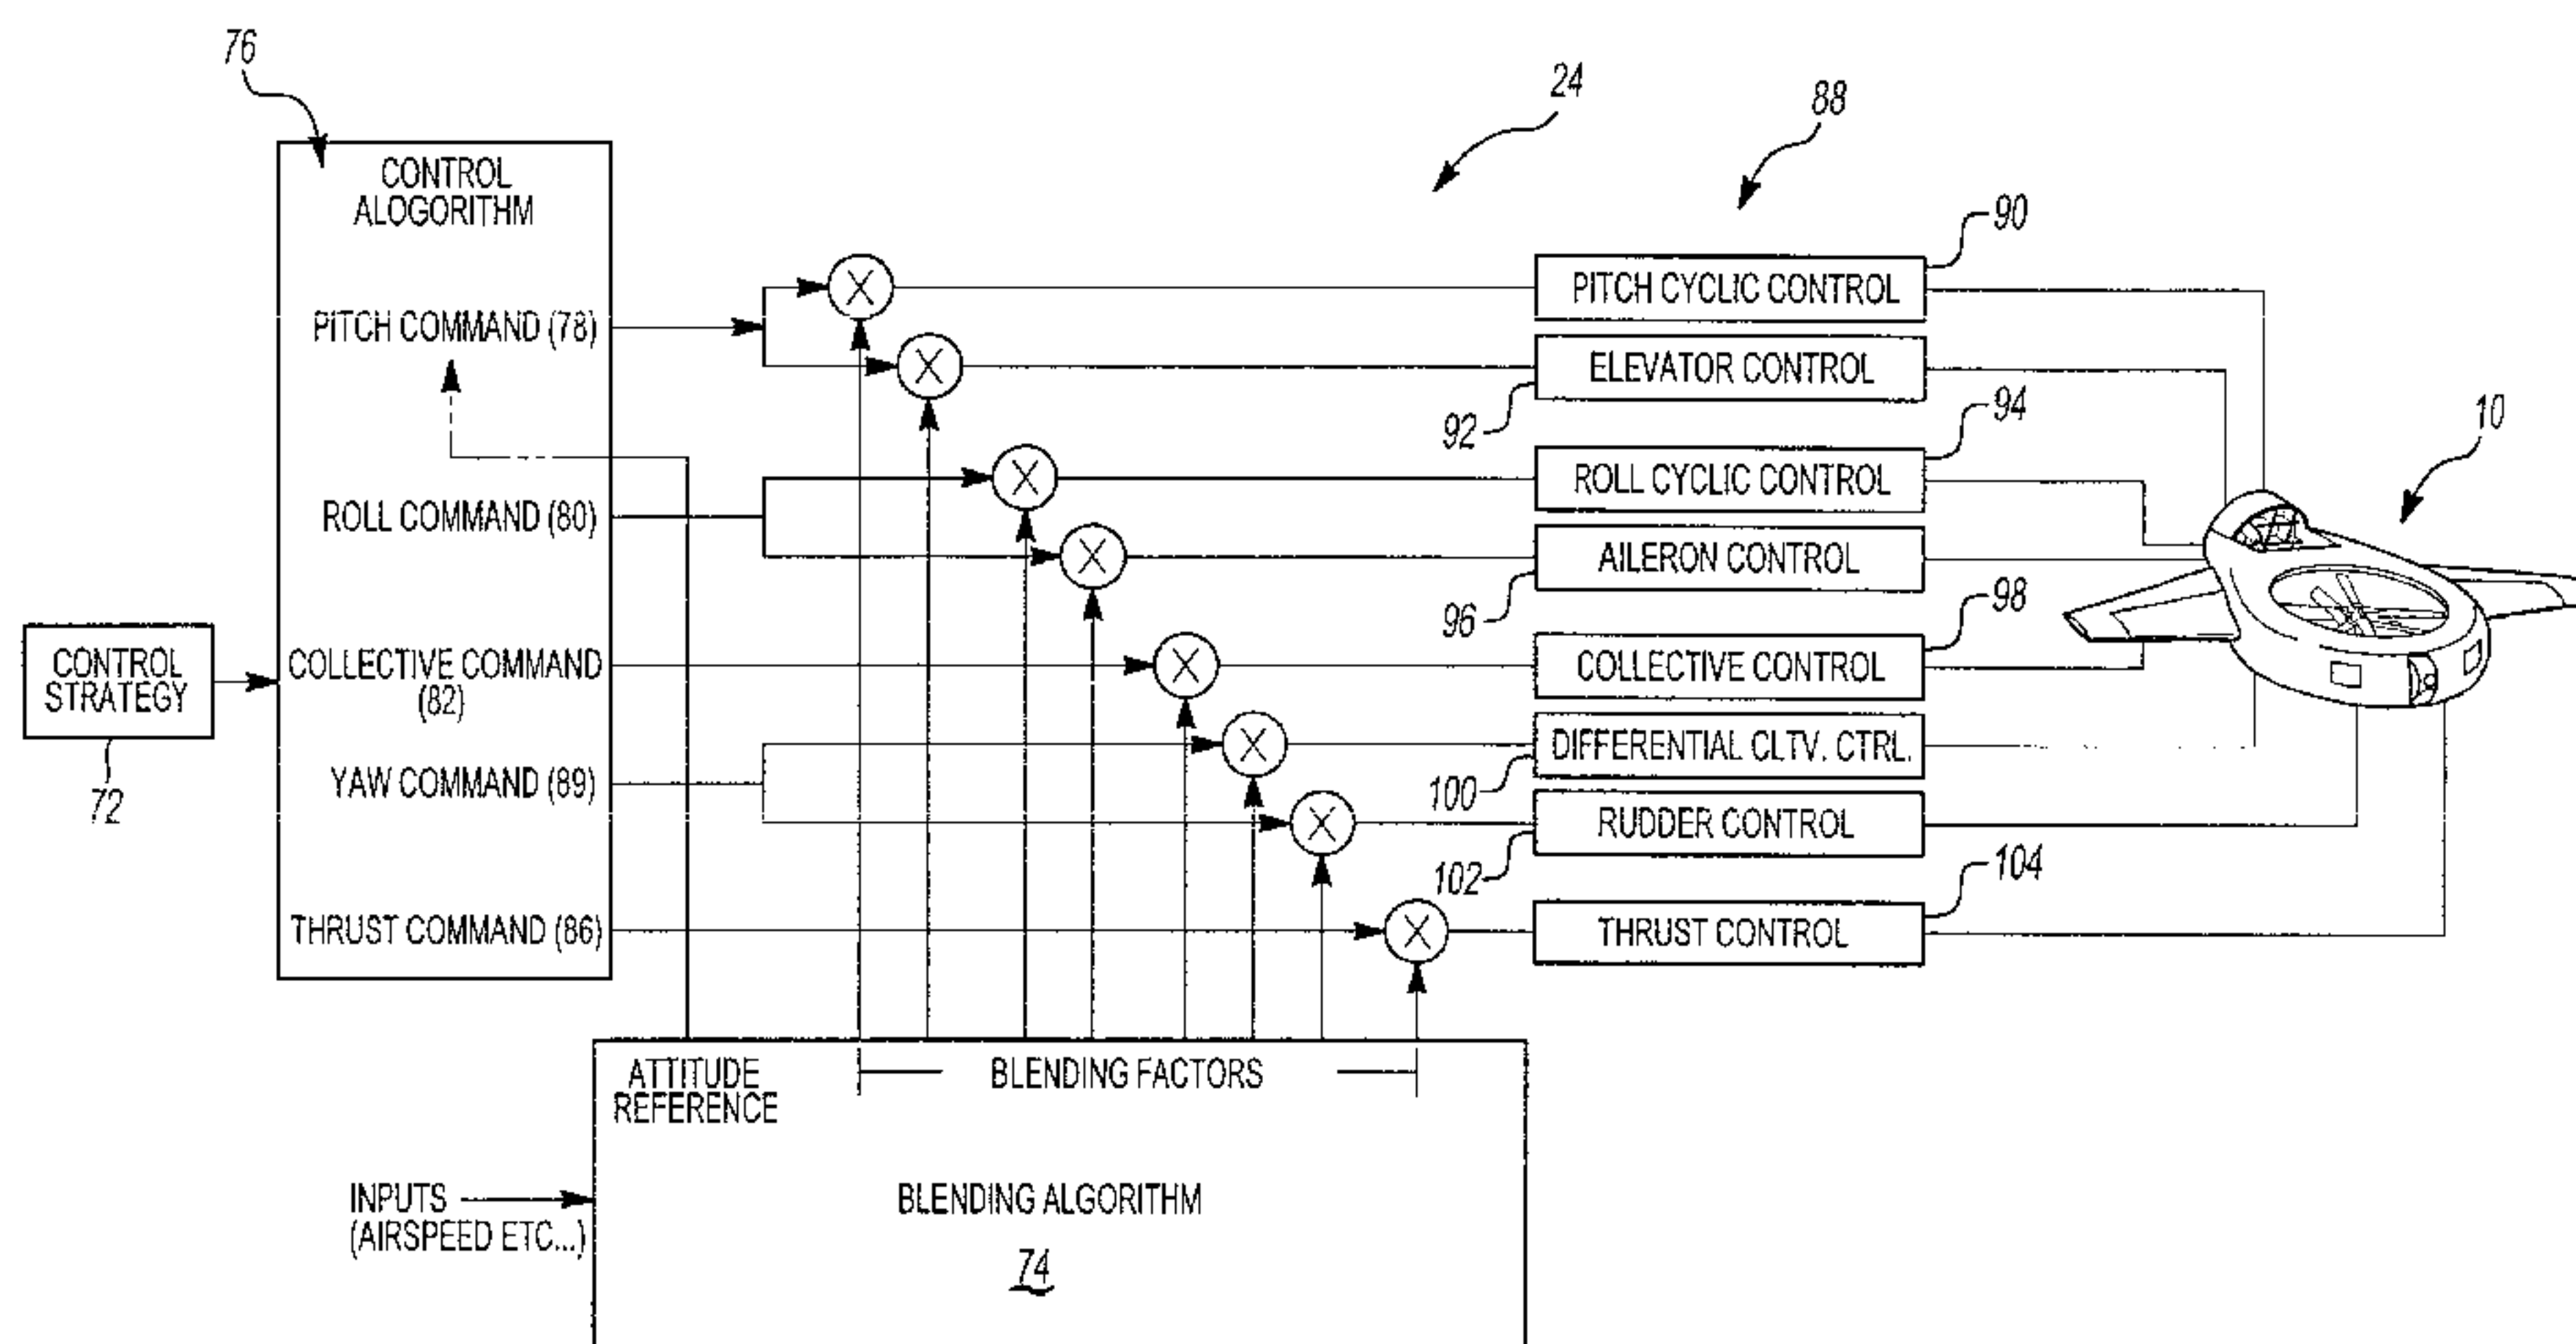 76
24
88
CONTROL
ALOGORITHM
90
PITCH COMMAND (78)
X
PITCH CYCLIC CONTROL
X
ELEVATOR CONTROL
92
94
10
ROLL COMMAND (80)
X
ROLL CYCLIC CONTROL
X
AILERON CONTROL
96
98
CONTROL
STRATEGY
72
COLLECTIVE COMMAND
(82)
X
COLLECTIVE CONTROL
YAW COMMAND (89)
X
DIFFERENTIAL CLTV. CTRL.
100
X
RUDDER CONTROL
102
104
THRUST COMMAND (86)
X
THRUST CONTROL
ATTITUDE
REFERENCE
BLENDING FACTORS
INPUTS
(AIRSPEED ETC...)
BLENDING ALGORITHM
74